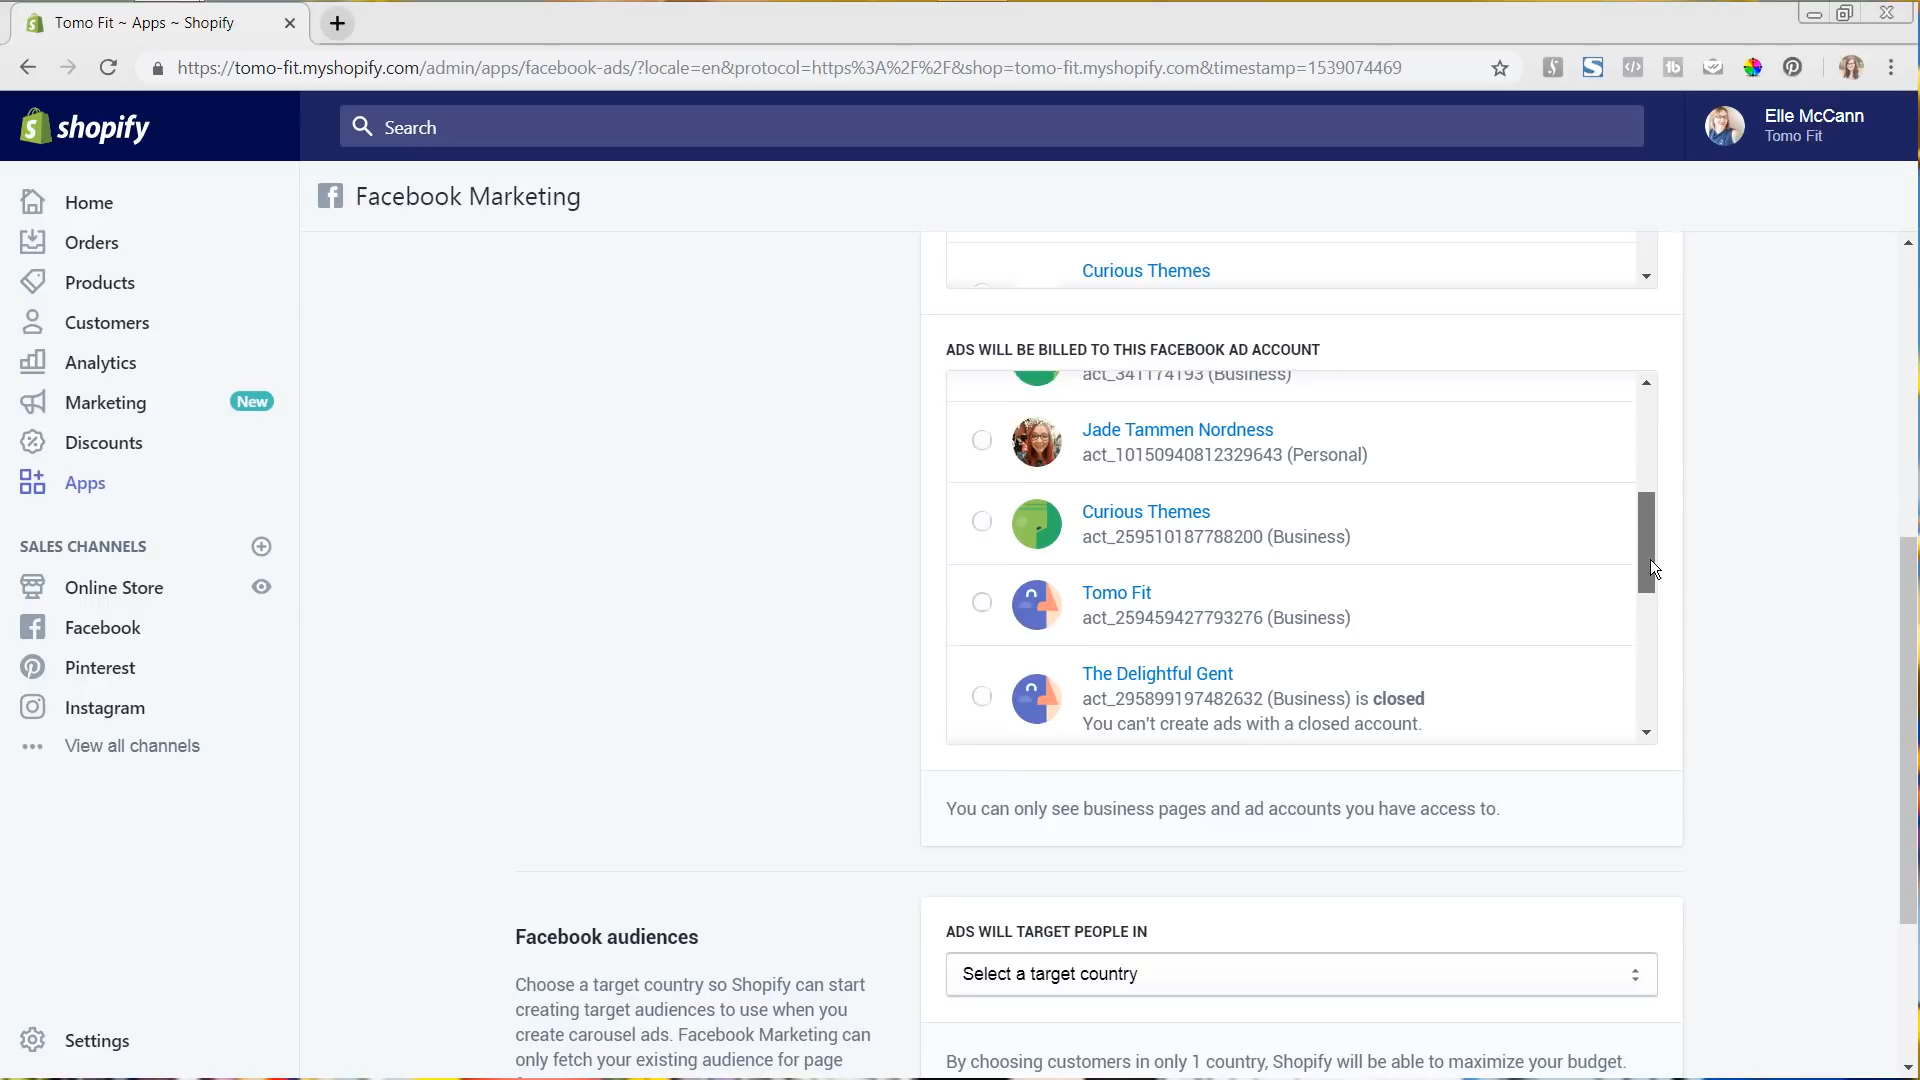 Tomo Fit ~ Apps ~ Shopify
https://tomo-fit.myshopify.com/admin/apps/facebook-ads/?locale=en&protocol=https%3A%2F%2F&shop=tomo-fit.myshopify.com&timestamp=1539074469
shopify
Search
Elle McCann
Tomo Fit
Home
Orders
Products
Customers
Analytics
Marketing
New
Discounts
Apps
SALES CHANNELS
Online Store
Facebook
Pinterest
Instagram
View all channels
Settings
Facebook Marketing
Curious Themes
ADS WILL BE BILLED TO THIS FACEBOOK AD ACCOUNT
act_341174193 (Business)
Jade Tammen Nordness
act_10150940812329643 (Personal)
Curious Themes
act_259510187788200 (Business)
Tomo Fit
act_259459427793276 (Business)
The Delightful Gent
act_295899197482632 (Business) is closed
You can't create ads with a closed account.
You can only see business pages and ad accounts you have access to.
Facebook audiences
Choose a target country so Shopify can start
creating target audiences to use when you
create carousel ads. Facebook Marketing can
only fetch your existing audience for page
ADS WILL TARGET PEOPLE IN
Select a target country
By choosing customers in only 1 country, Shopify will be able to maximize your budget.